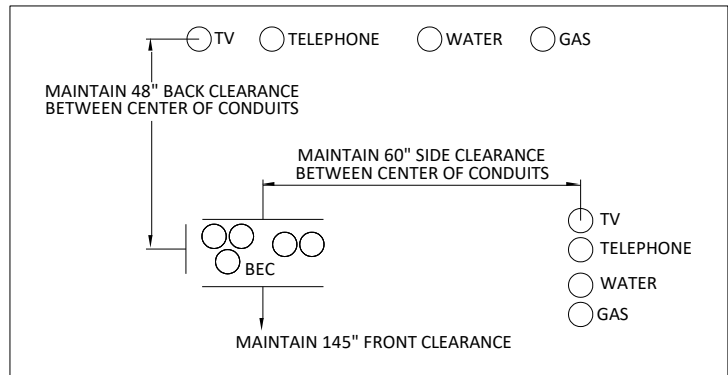 TV
TELEPHONE
WATER
GAS
MAINTAIN 48" BACK CLEARANCE
BETWEEN CENTER OF CONDUITS
MAINTAIN 60" SIDE CLEARANCE
BETWEEN CENTER OF CONDUITS
TV
TELEPHONE
BEC
WATER
GAS
MAINTAIN 145" FRONT CLEARANCE